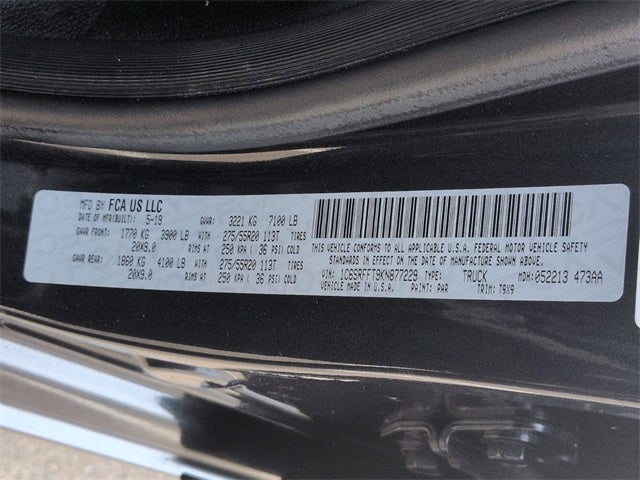 MFD BY FCA US LLC
DATE OF MFR(BUILT): 5-19 GVWR: 3221 KG 7100 LB
GAWR FRONT: 1770 KG 3900 LB 275/55R20 113T TIRES
20X9.0 RIMS AT 250 KPA ( 36 PSI) COLD
GAWR REAR: 1860 KG 4100 LB 275/55R20 113T TIRES
20X9.0 RIMS AT 250 KPA ( 36 PSI) COLD
THIS VEHICLE CONFORMS TO ALL APPLICABLE U.S.A. FEDERAL MOTOR VEHICLE SAFETY
STANDARDS IN EFFECT ON THE DATE OF MANUFACTURE SHOWN ABOVE.
VIN: 1C6SRFFT9KN877229 TYPE: TRUCK MDH:052213 473AA
VEHICLE MADE IN U.S.A. PAINT: PAR TRIM: T9X9